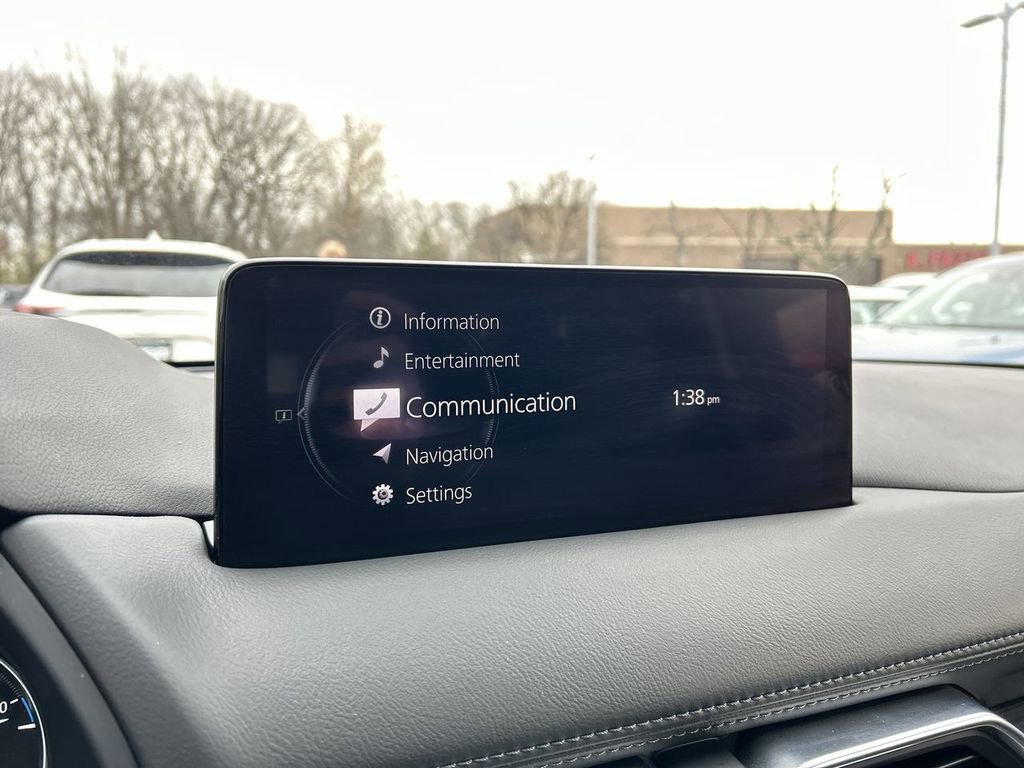 Information
Entertainment
Communication
1:38 pm
Navigation
Settings